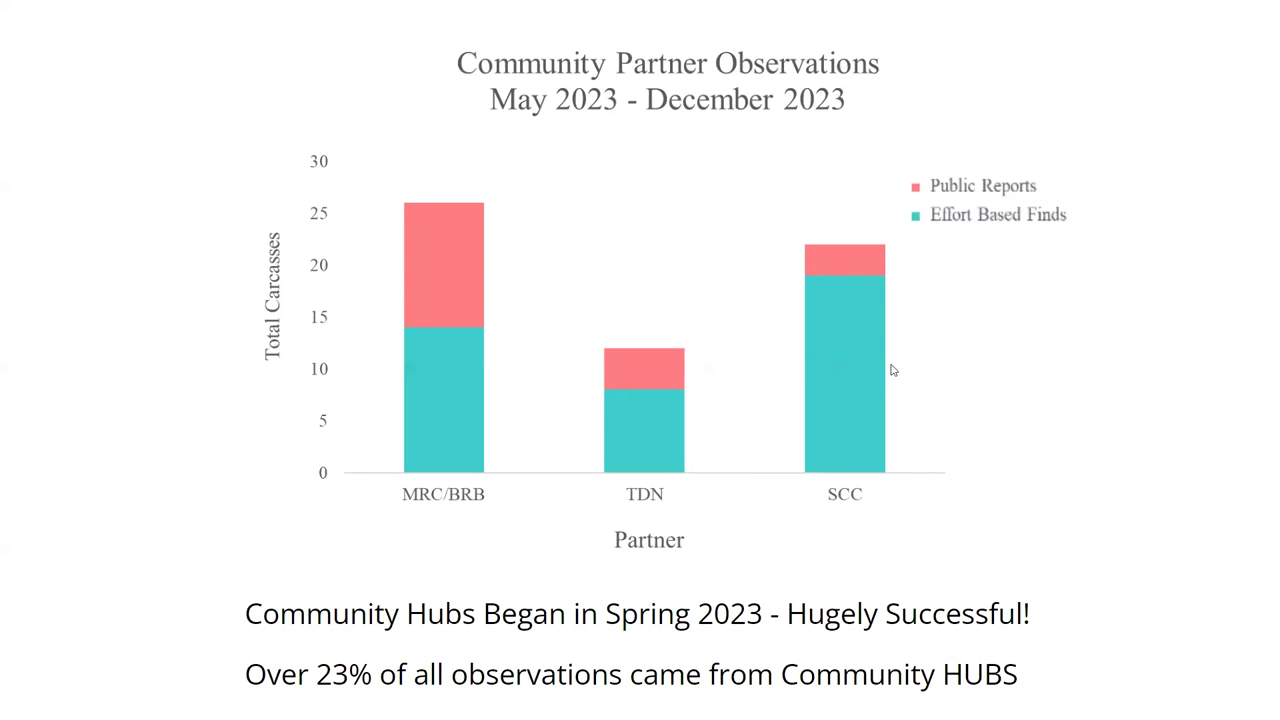 Community Partner Observations
May 2023 - December 2023
30
25
20
15
10
5
0
Total Carcasses
Public Reports
Effort Based Finds
MRC/BRB
TDN
SCC
Partner
Community Hubs Began in Spring 2023 - Hugely Successful!
Over 23% of all observations came from Community HUBS